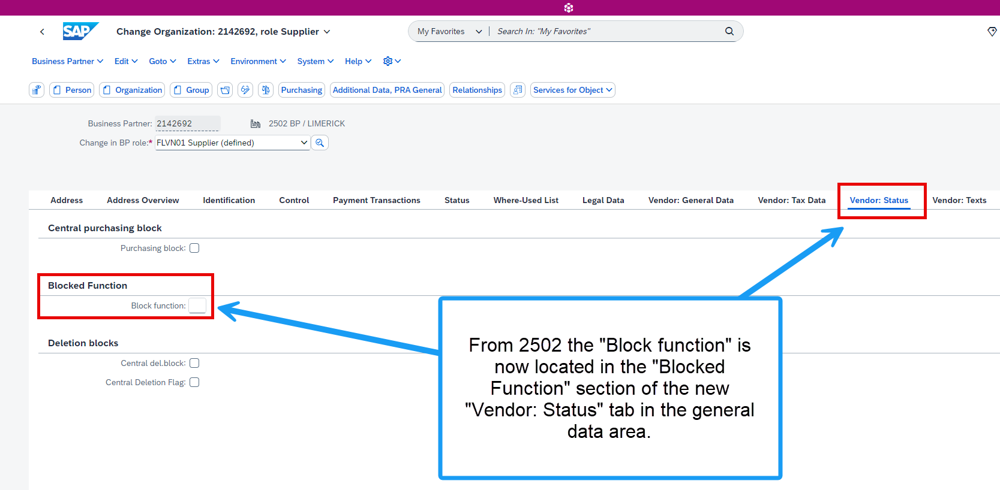 SAP
Change Organization: 2142692, role Supplier
My Favorites
Search In: "My Favorites"
Business Partner
Edit
Goto
Extras
Environment
System
Help
Person
Organization
Group
Purchasing
Additional Data, PRA General
Relationships
Services for Object
Business Partner: 2142692
2502 BP / LIMERICK
Change in BP role:* FLVN01 Supplier (defined)
Address
Address Overview
Identification
Control
Payment Transactions
Status
Where-Used List
Legal Data
Vendor: General Data
Vendor: Tax Data
Vendor: Status
Vendor: Texts
Central purchasing block
Purchasing block:
Blocked Function
Block function:
Deletion blocks
Central del.block:
Central Deletion Flag:
From 2502 the "Block function" is
now located in the "Blocked
Function" section of the new
"Vendor: Status" tab in the general
data area.